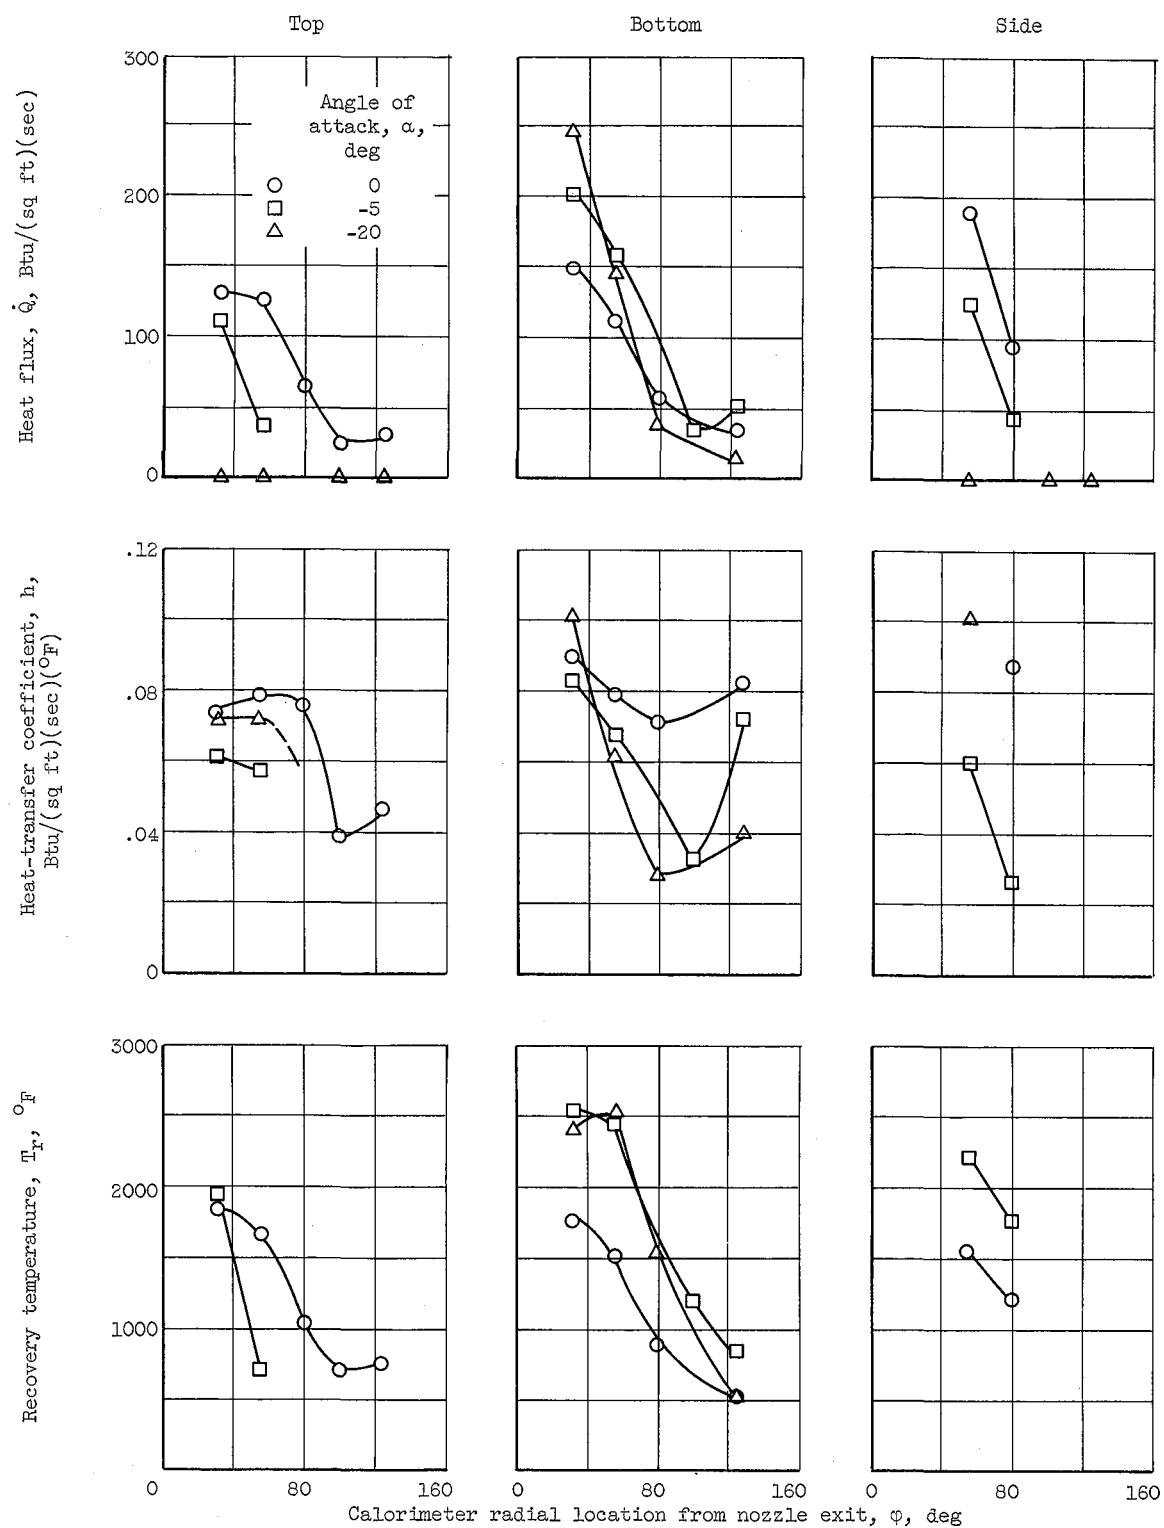 Top
Bottom
Side
Heat flux, Q̇, Btu/(sq ft)(sec)
300
200
100
0
Angle of
attack, α,
deg
0
-5
-20
Heat-transfer coefficient, h,
Btu/(sq ft)(sec)(°F)
.12
.08
.04
0
Recovery temperature, Tr, °F
3000
2000
1000
0
0 80 160
0 80 160
0 80 160
Calorimeter radial location from nozzle exit, φ, deg